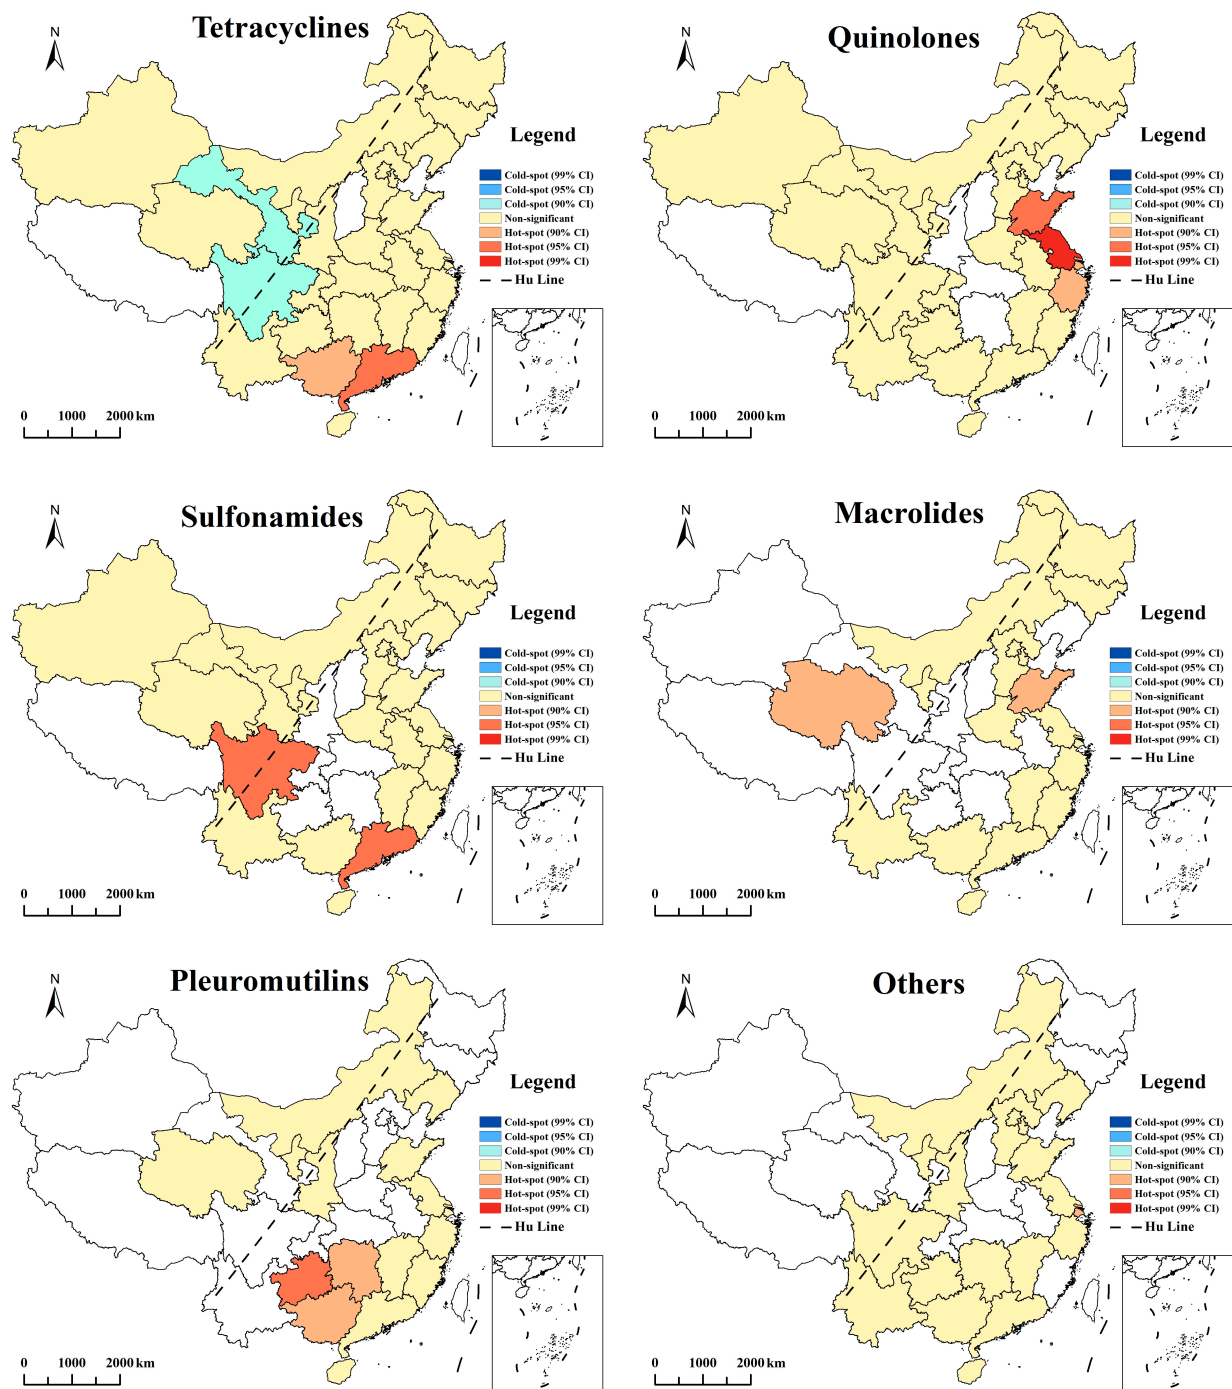 Tetracyclines
N
Legend
Cold-spot (99% CI)
Cold-spot (95% CI)
Cold-spot (90% CI)
Non-significant
Hot-spot (90% CI)
Hot-spot (95% CI)
Hot-spot (99% CI)
Hu Line
0 1000 2000 km
Quinolones
N
Legend
Cold-spot (99% CI)
Cold-spot (95% CI)
Cold-spot (90% CI)
Non-significant
Hot-spot (90% CI)
Hot-spot (95% CI)
Hot-spot (99% CI)
Hu Line
0 1000 2000 km
Sulfonamides
N
Legend
Cold-spot (99% CI)
Cold-spot (95% CI)
Cold-spot (90% CI)
Non-significant
Hot-spot (90% CI)
Hot-spot (95% CI)
Hot-spot (99% CI)
Hu Line
0 1000 2000 km
Macrolides
N
Legend
Cold-spot (99% CI)
Cold-spot (95% CI)
Cold-spot (90% CI)
Non-significant
Hot-spot (90% CI)
Hot-spot (95% CI)
Hot-spot (99% CI)
Hu Line
0 1000 2000 km
Pleuromutilins
N
Legend
Cold-spot (99% CI)
Cold-spot (95% CI)
Cold-spot (90% CI)
Non-significant
Hot-spot (90% CI)
Hot-spot (95% CI)
Hot-spot (99% CI)
Hu Line
0 1000 2000 km
Others
N
Legend
Cold-spot (99% CI)
Cold-spot (95% CI)
Cold-spot (90% CI)
Non-significant
Hot-spot (90% CI)
Hot-spot (95% CI)
Hot-spot (99% CI)
Hu Line
0 1000 2000 km